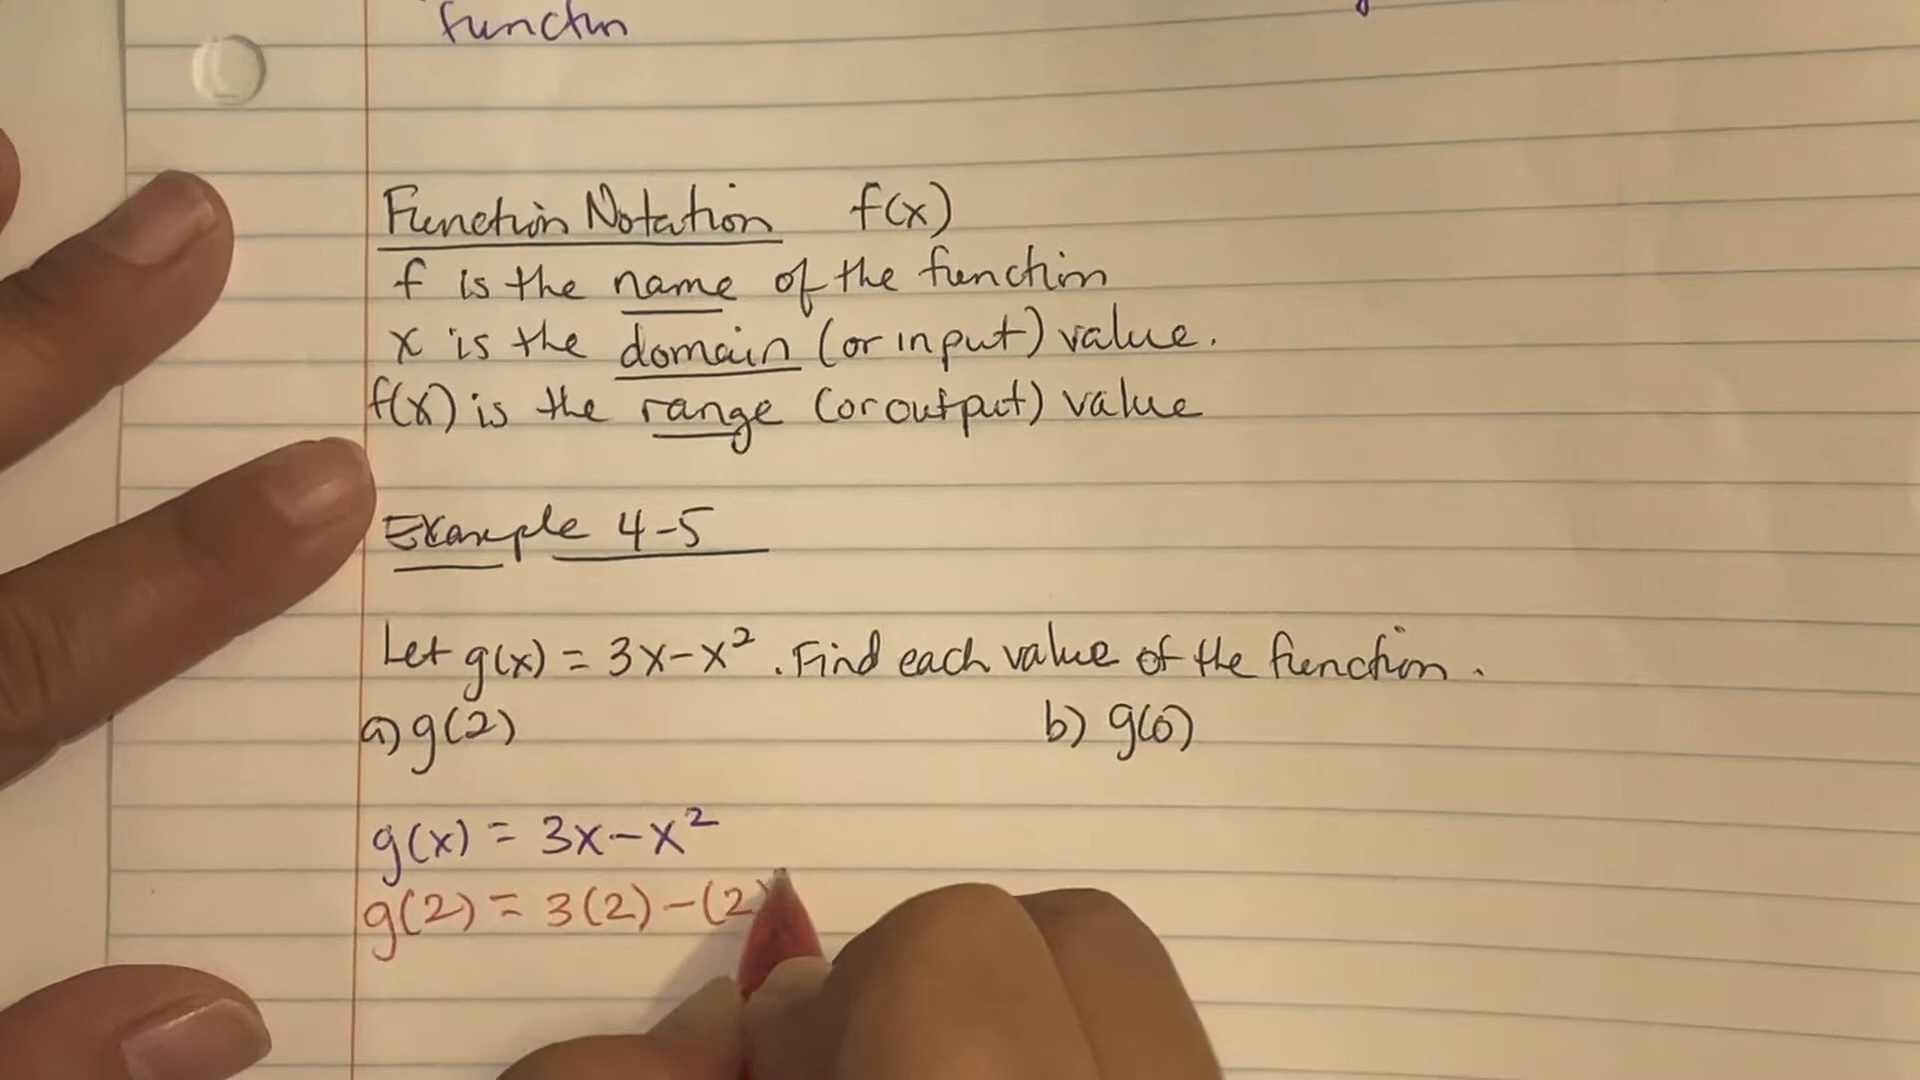 functin
Function Notation f(x)
f is the name of the function
x is the domain (or input) value.
f(x) is the range (or output) value
Example 4-5
Let g(x) = 3x-x². Find each value of the function.
a) g(2) b) g(0)
g(x) = 3x-x²
g(2) = 3(2)-(2)